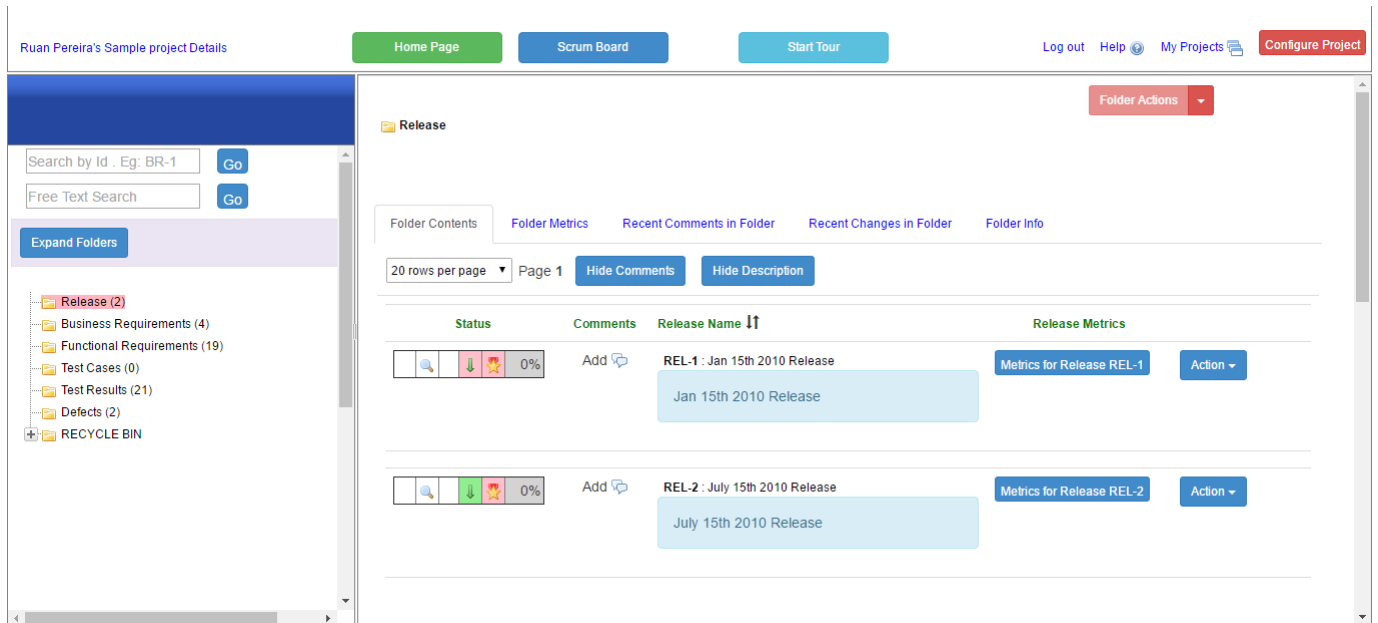 Ruan Pereira's Sample project Details
Home Page
Scrum Board
Start Tour
Log out
Help
My Projects
Configure Project
Search by Id . Eg: BR-1
Go
Free Text Search
Go
Expand Folders
Release (2)
Business Requirements (4)
Functional Requirements (19)
Test Cases (0)
Test Results (21)
Defects (2)
RECYCLE BIN
Folder Actions
Release
Folder Contents
Folder Metrics
Recent Comments in Folder
Recent Changes in Folder
Folder Info
20 rows per page
Page 1
Hide Comments
Hide Description
Status
Comments
Release Name
Release Metrics
0%
Add
REL-1 : Jan 15th 2010 Release
Jan 15th 2010 Release
Metrics for Release REL-1
Action
0%
Add
REL-2 : July 15th 2010 Release
July 15th 2010 Release
Metrics for Release REL-2
Action